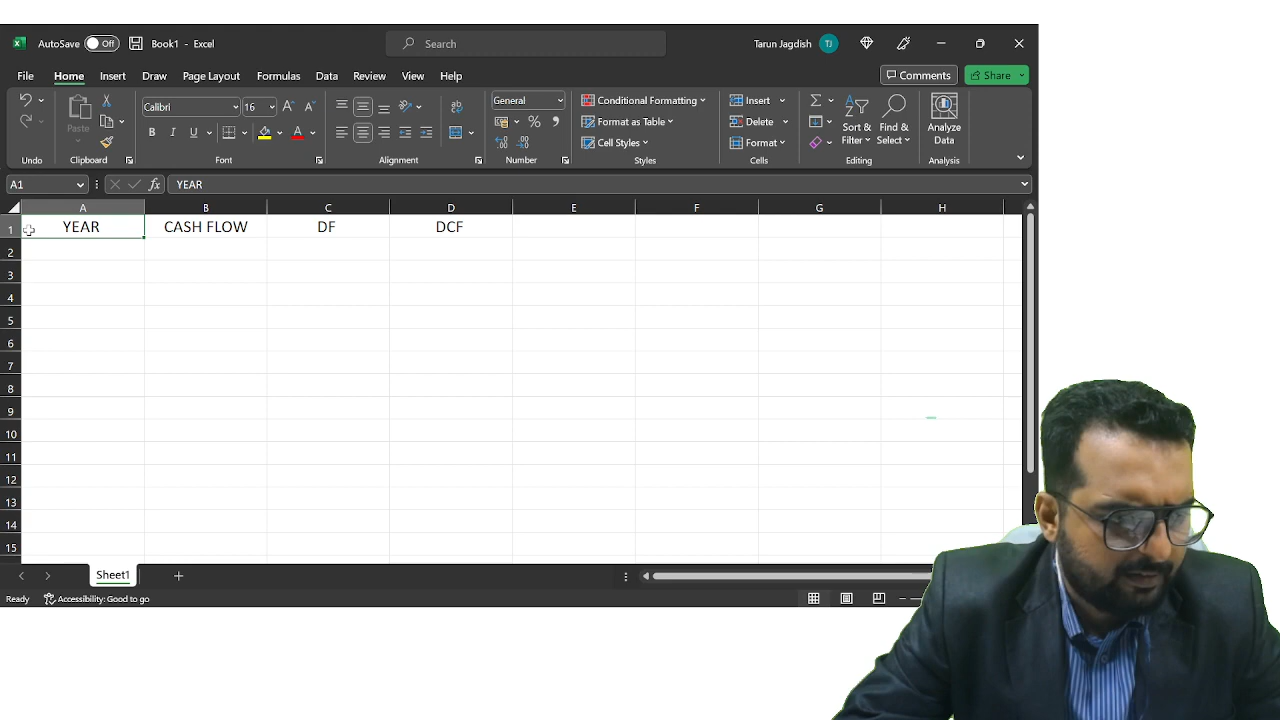 AutoSave Off Book1 - Excel Search Tarun Jagdish TJ
File Home Insert Draw Page Layout Formulas Data Review View Help Comments Share
Calibri 16 General Conditional Formatting Insert
Paste B I U A Format as Table Delete Sort & Filter Find & Select Analyze Data
Cell Styles Format
Undo Clipboard Font Alignment Number Styles Cells Editing Analysis
A1 fx YEAR
A B C D E F G H
1 YEAR CASH FLOW DF DCF
2
3
4
5
6
7
8
9
10
11
12
13
14
15
Sheet1
Ready Accessibility: Good to go